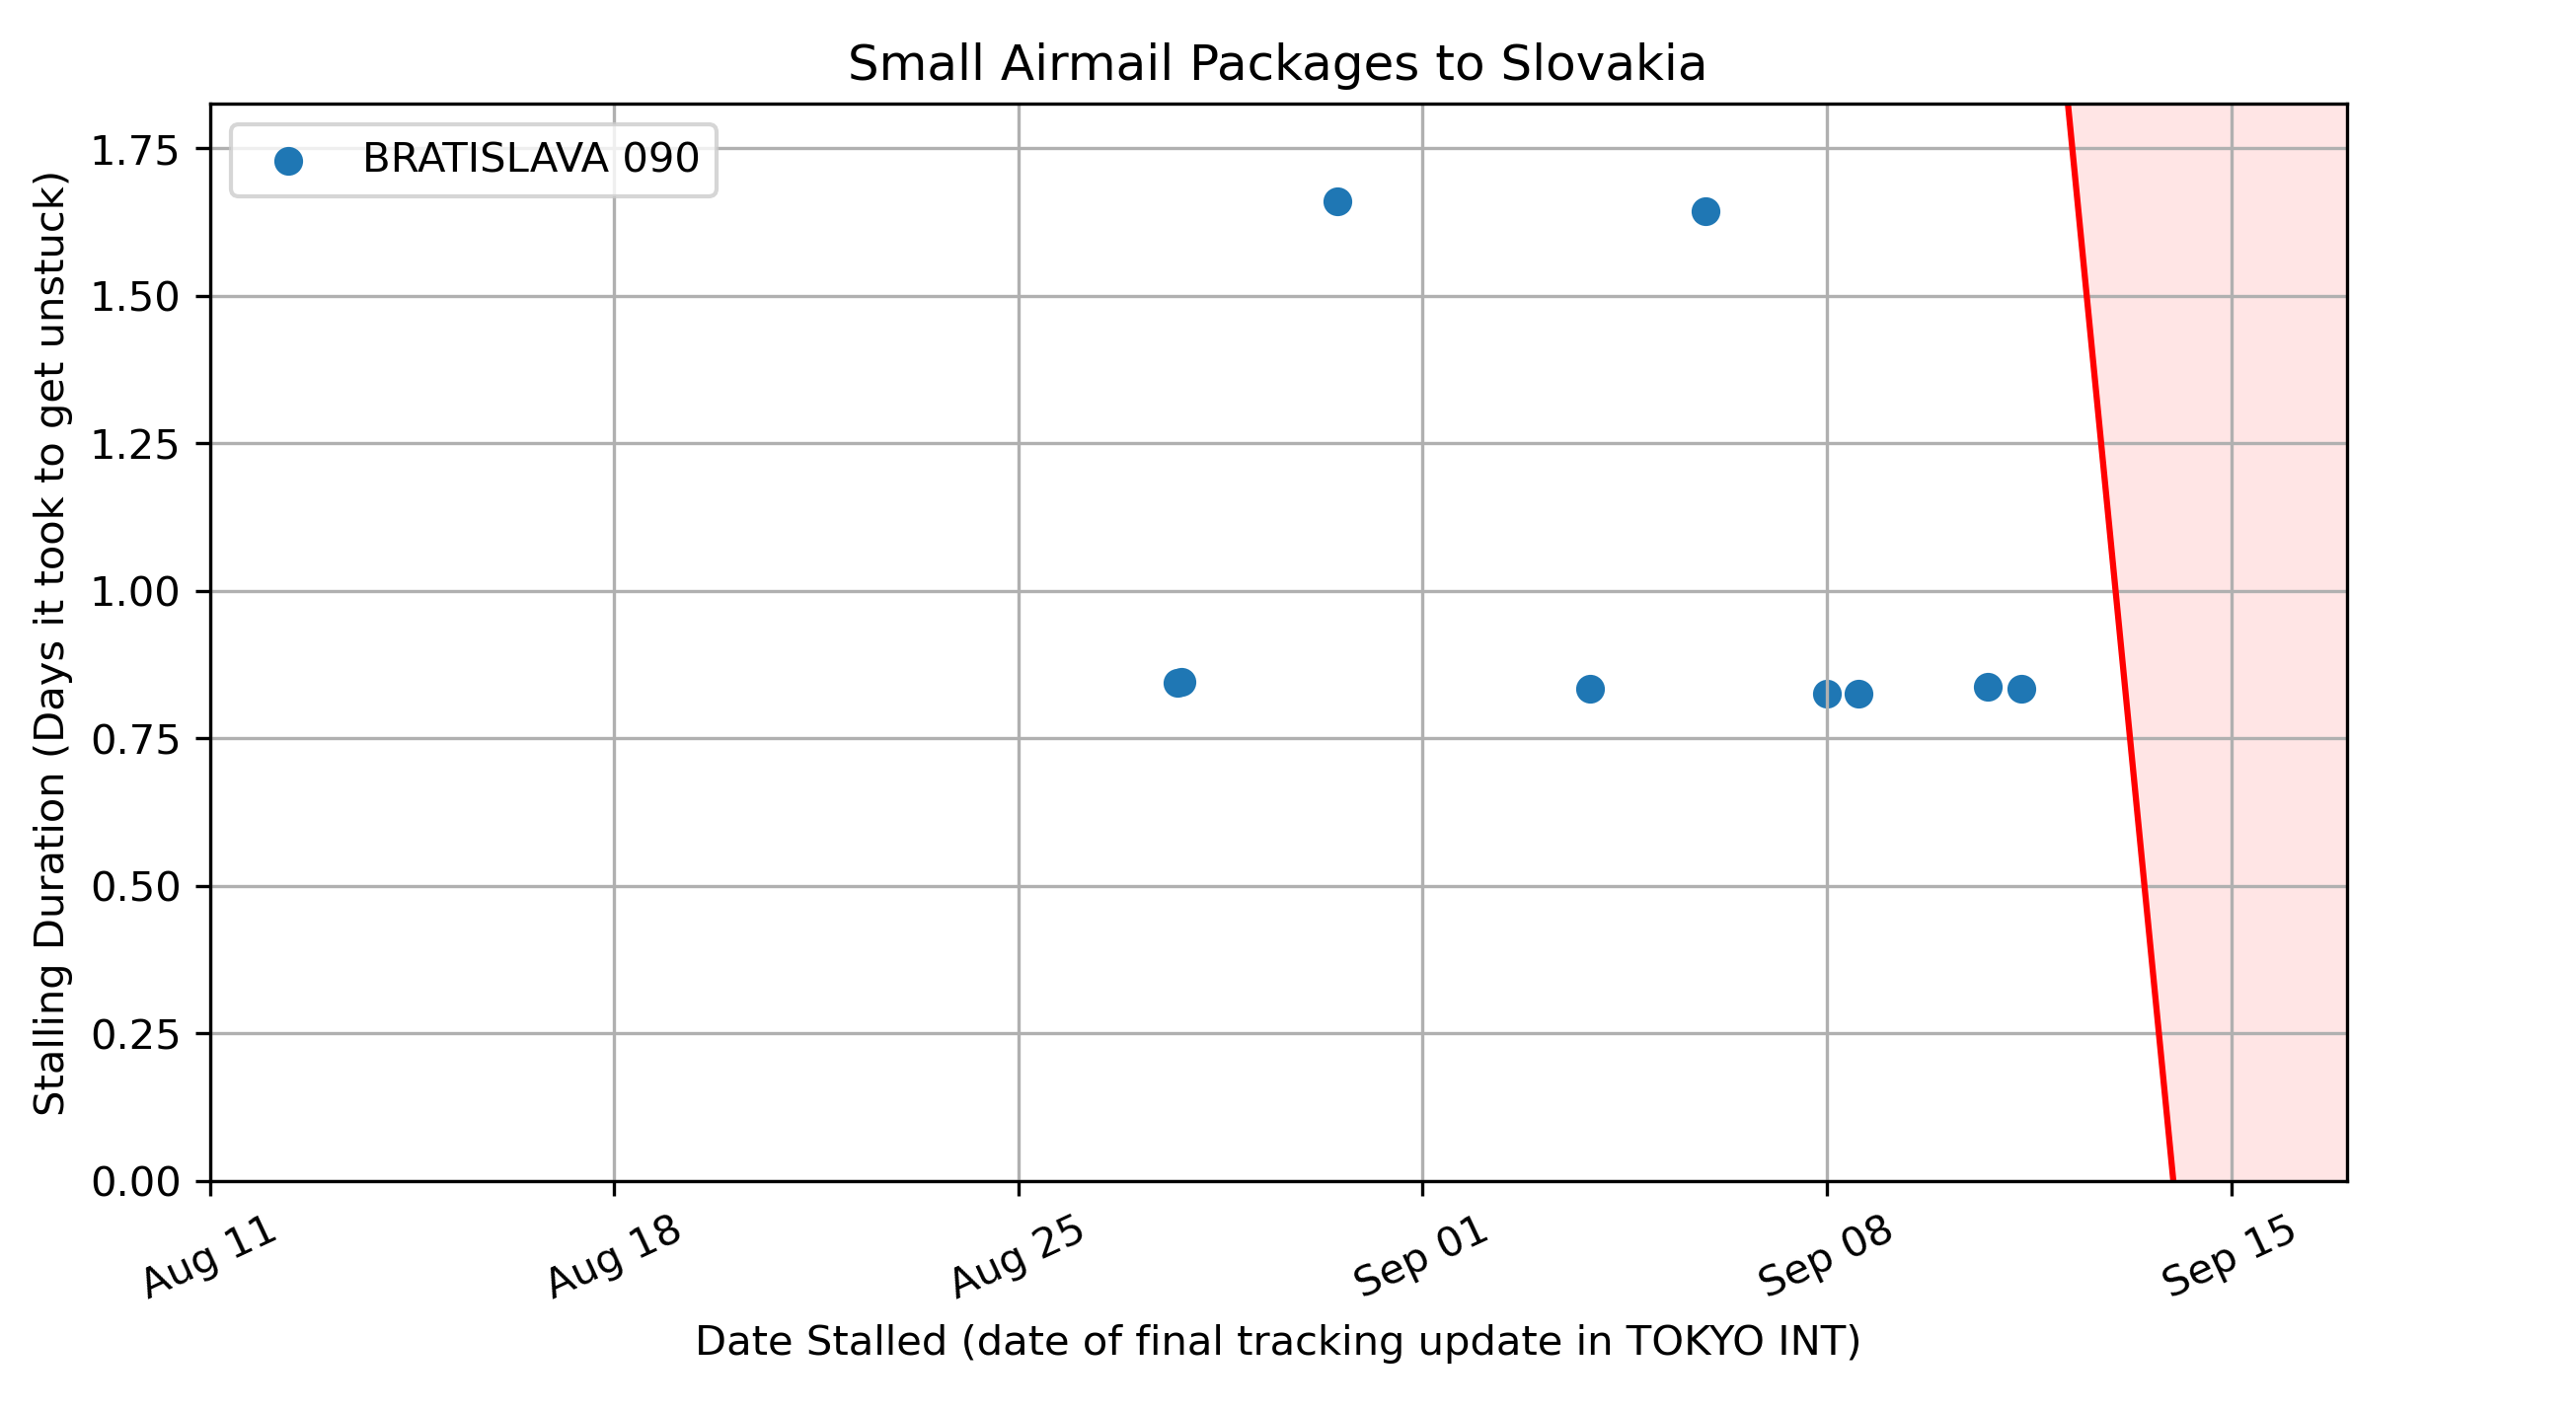 Small Airmail Packages to Slovakia
BRATISLAVA 090
Stalling Duration (Days it took to get unstuck)
1.75
1.50
1.25
1.00
0.75
0.50
0.25
0.00
Aug 11
Aug 18
Aug 25
Sep 01
Sep 08
Sep 15
Date Stalled (date of final tracking update in TOKYO INT)